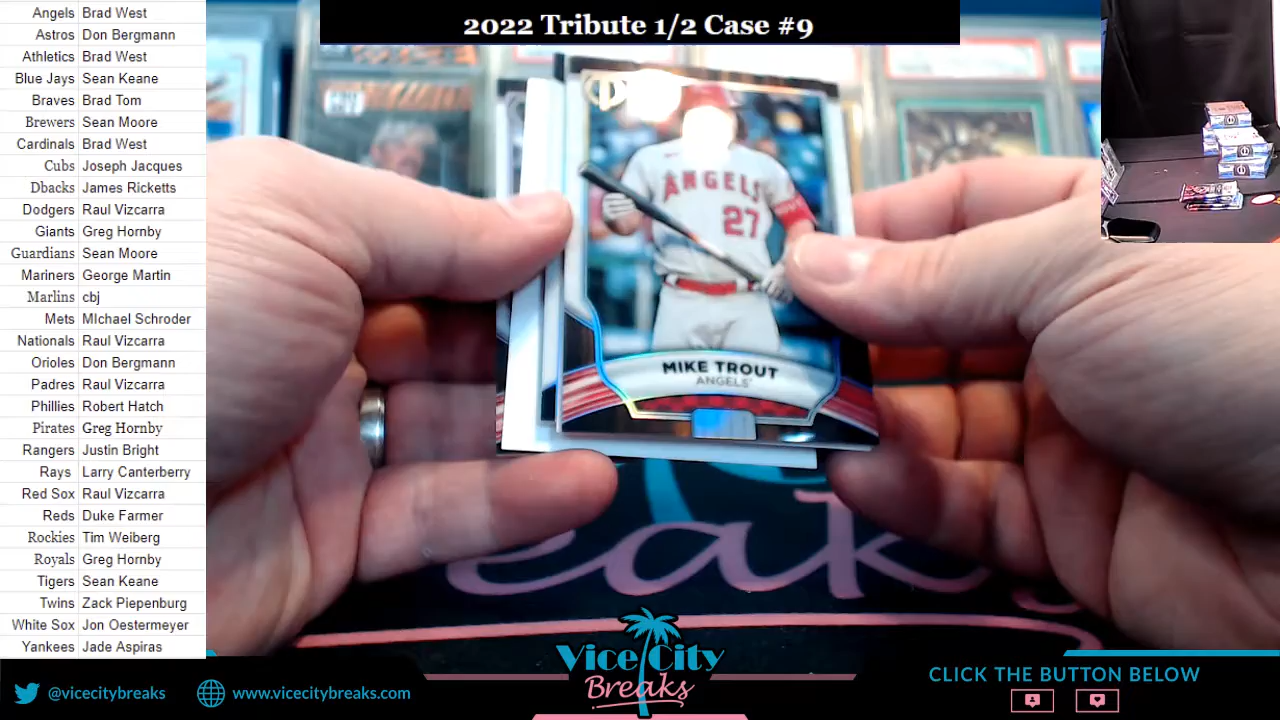 2022 Tribute 1/2 Case #9
Angels Brad West
Astros Don Bergmann
Athletics Brad West
Blue Jays Sean Keane
Braves Brad Tom
Brewers Sean Moore
Cardinals Brad West
Cubs Joseph Jacques
Dbacks James Ricketts
Dodgers Raul Vizcarra
Giants Greg Hornby
Guardians Sean Moore
Mariners George Martin
Marlins cbj
Mets MIchael Schroder
Nationals Raul Vizcarra
Orioles Don Bergmann
Padres Raul Vizcarra
Phillies Robert Hatch
Pirates Greg Hornby
Rangers Justin Bright
Rays Larry Canterberry
Red Sox Raul Vizcarra
Reds Duke Farmer
Rockies Tim Weiberg
Royals Greg Hornby
Tigers Sean Keane
Twins Zack Piepenburg
White Sox Jon Oestermeyer
Yankees Jade Aspiras
ANGELS
27
MIKE TROUT
ANGELS
Vice City
Breaks
@vicecitybreaks
www.vicecitybreaks.com
CLICK THE BUTTON BELOW